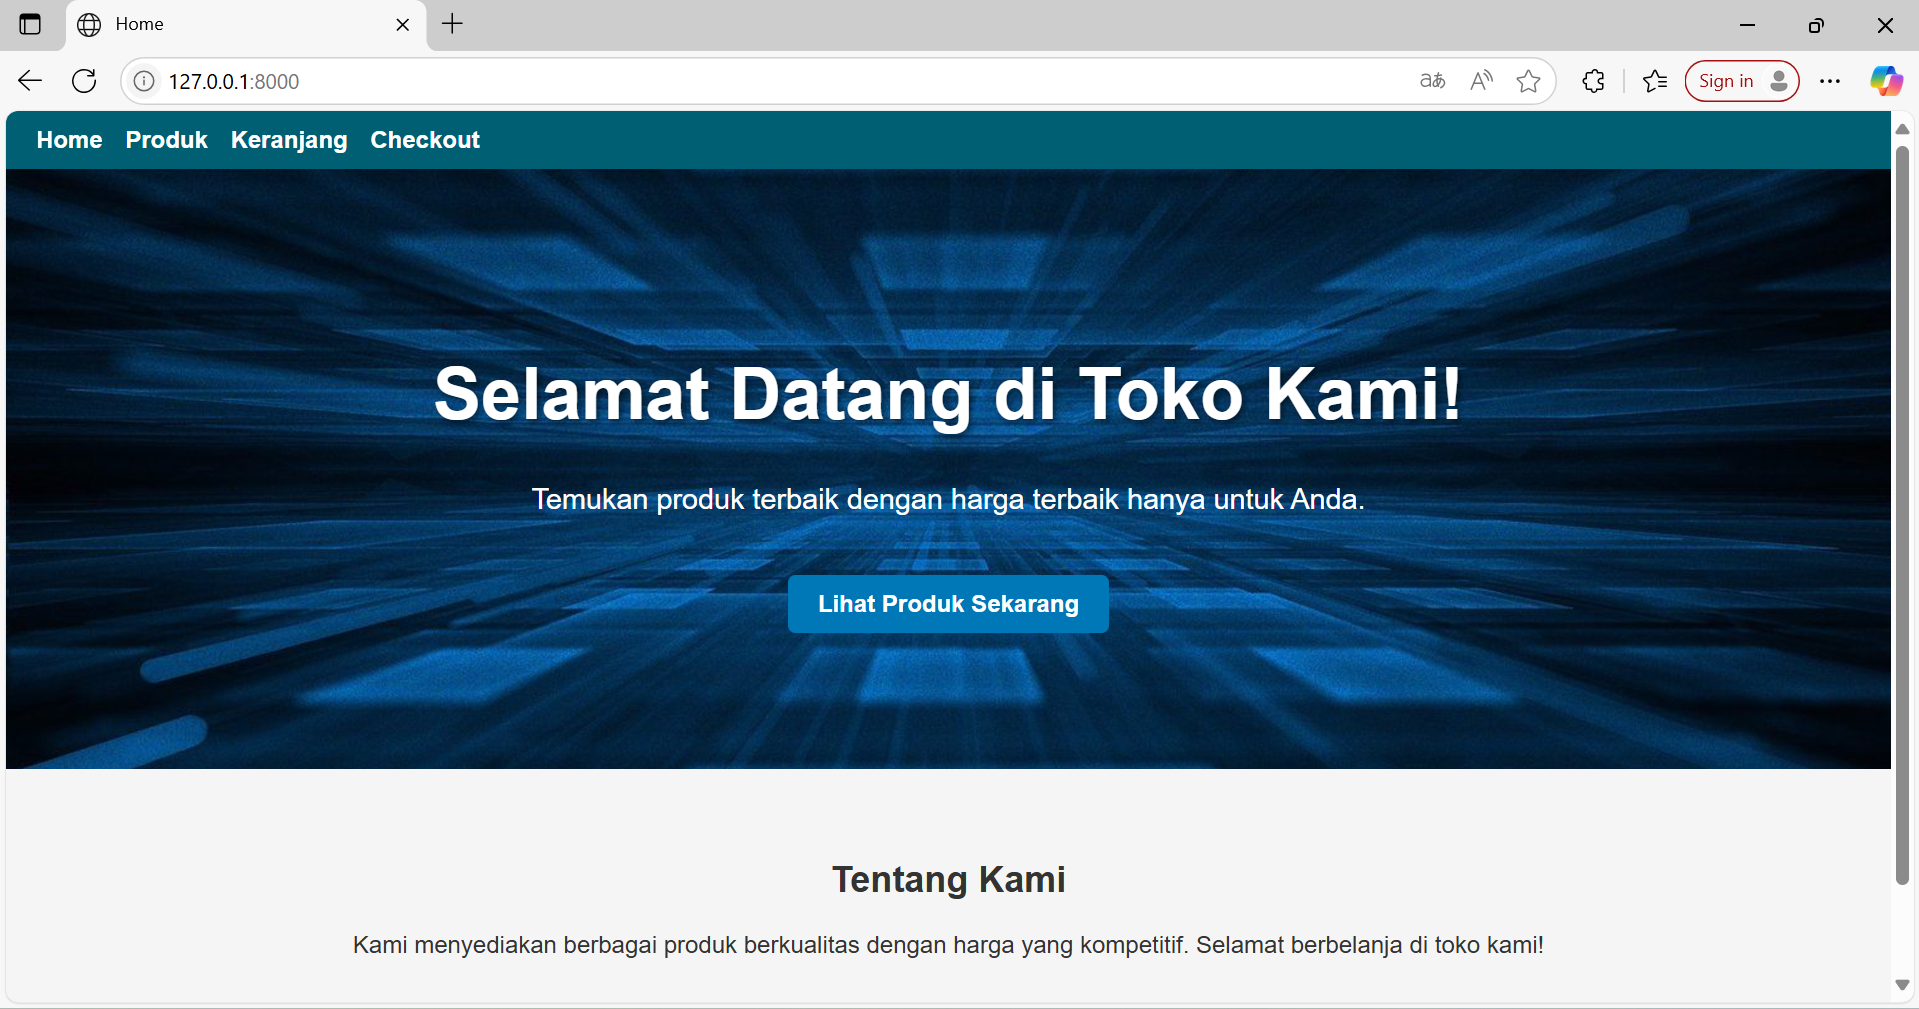 Home
127.0.0.1:8000
aあ
A
Sign in
Home Produk Keranjang Checkout
Selamat Datang di Toko Kami!
Temukan produk terbaik dengan harga terbaik hanya untuk Anda.
Lihat Produk Sekarang
Tentang Kami
Kami menyediakan berbagai produk berkualitas dengan harga yang kompetitif. Selamat berbelanja di toko kami!